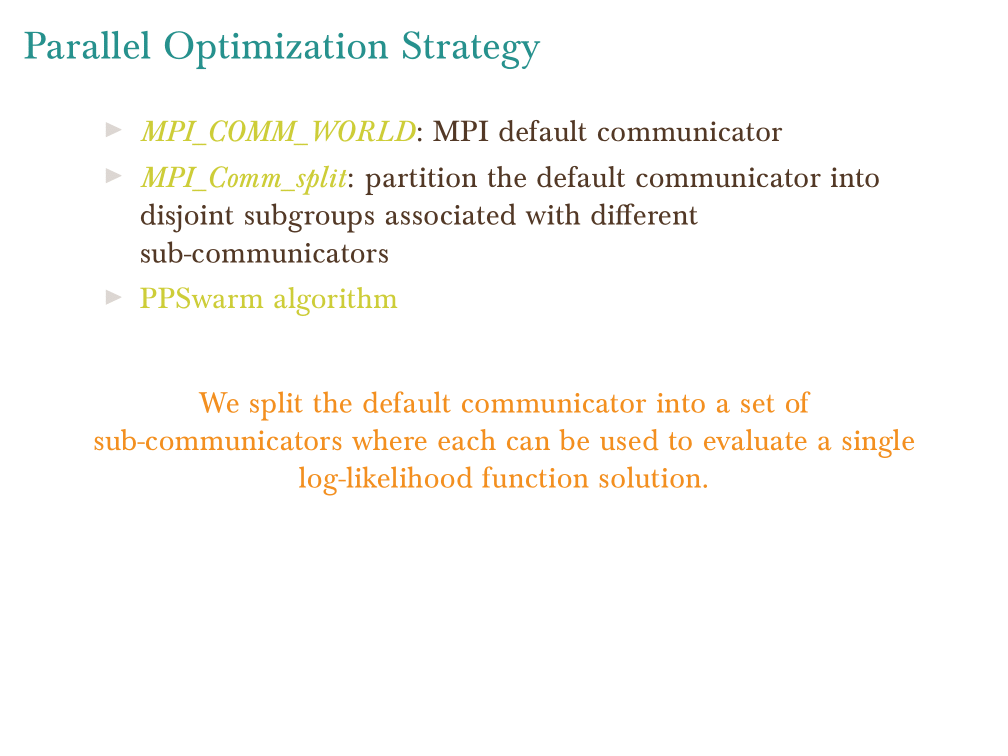 Parallel Optimization Strategy
MPI_COMM_WORLD: MPI default communicator
MPI_Comm_split: partition the default communicator into
disjoint subgroups associated with different
sub-communicators
PPSwarm algorithm
We split the default communicator into a set of
sub-communicators where each can be used to evaluate a single
log-likelihood function solution.